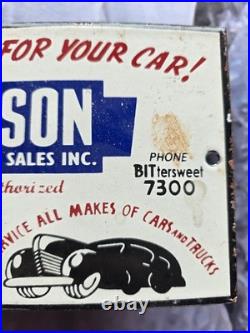 FOR YOUR CAR!
SON
SALES INC.
PHONE
BITtersweet
7300
thorized
VICE ALL MAKES OF CARS AND TRUCKS